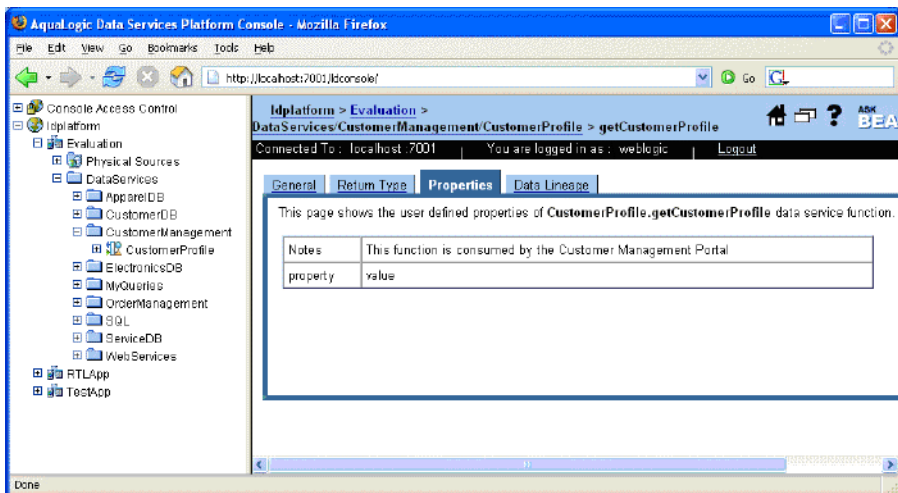 AquaLogic Data Services Platform Console - Mozilla Firefox
File Edit View Go Bookmarks Tools Help
http://localhost:7001/ldconsole/
Go
Console Access Control
ldplatform
Evaluation
Physical Sources
DataServices
ApparelDB
CustomerDB
CustomerManagement
CustomerProfile
ElectronicsDB
MyQueries
OrderManagement
SQL
ServiceDB
WebServices
RTLApp
TestApp
ldplatform > Evaluation >
DataServices/CustomerManagement/CustomerProfile > getCustomerProfile
ASK
BEA
Connected To : localhost :7001 You are logged in as : weblogic Logout
General Return Type Properties Data Lineage
This page shows the user defined properties of CustomerProfile.getCustomerProfile data service function.
Notes This function is consumed by the Customer Management Portal
property value
Done